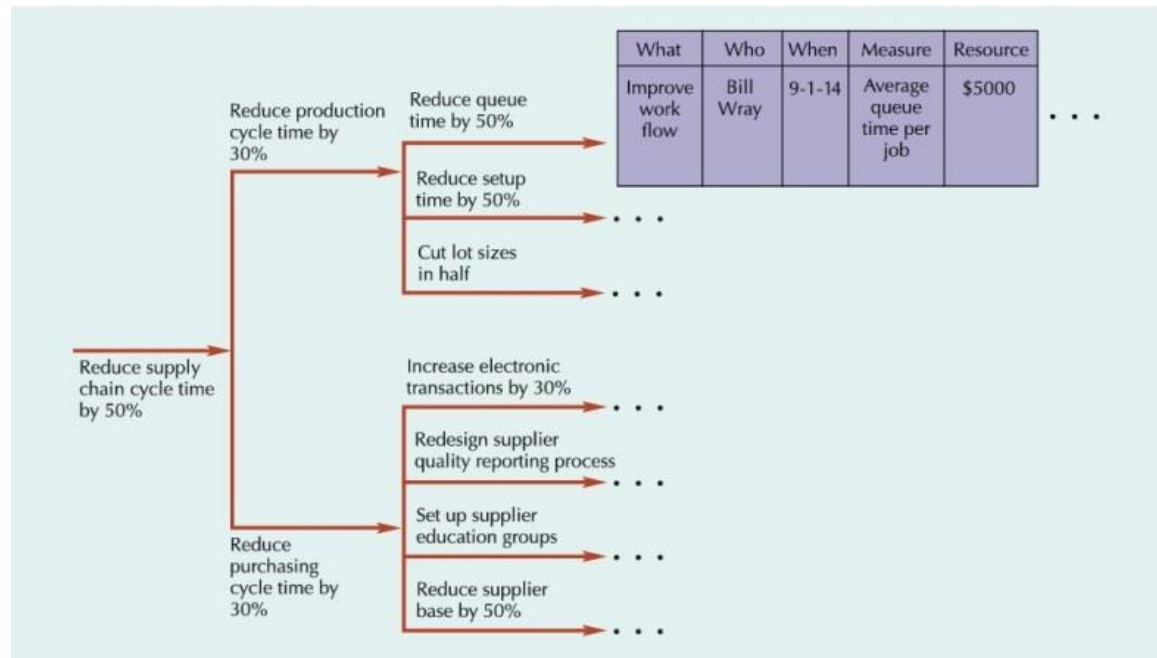 What Who When Measure Resource
Improve Bill 9-1-14 Average $5000
work Wray queue
flow time per
job
Reduce production
cycle time by
30%
Reduce queue
time by 50%
Reduce setup
time by 50%
Cut lot sizes
in half
Reduce supply
chain cycle time
by 50%
Increase electronic
transactions by 30%
Redesign supplier
quality reporting process
Set up supplier
education groups
Reduce supplier
base by 50%
Reduce
purchasing
cycle time by
30%